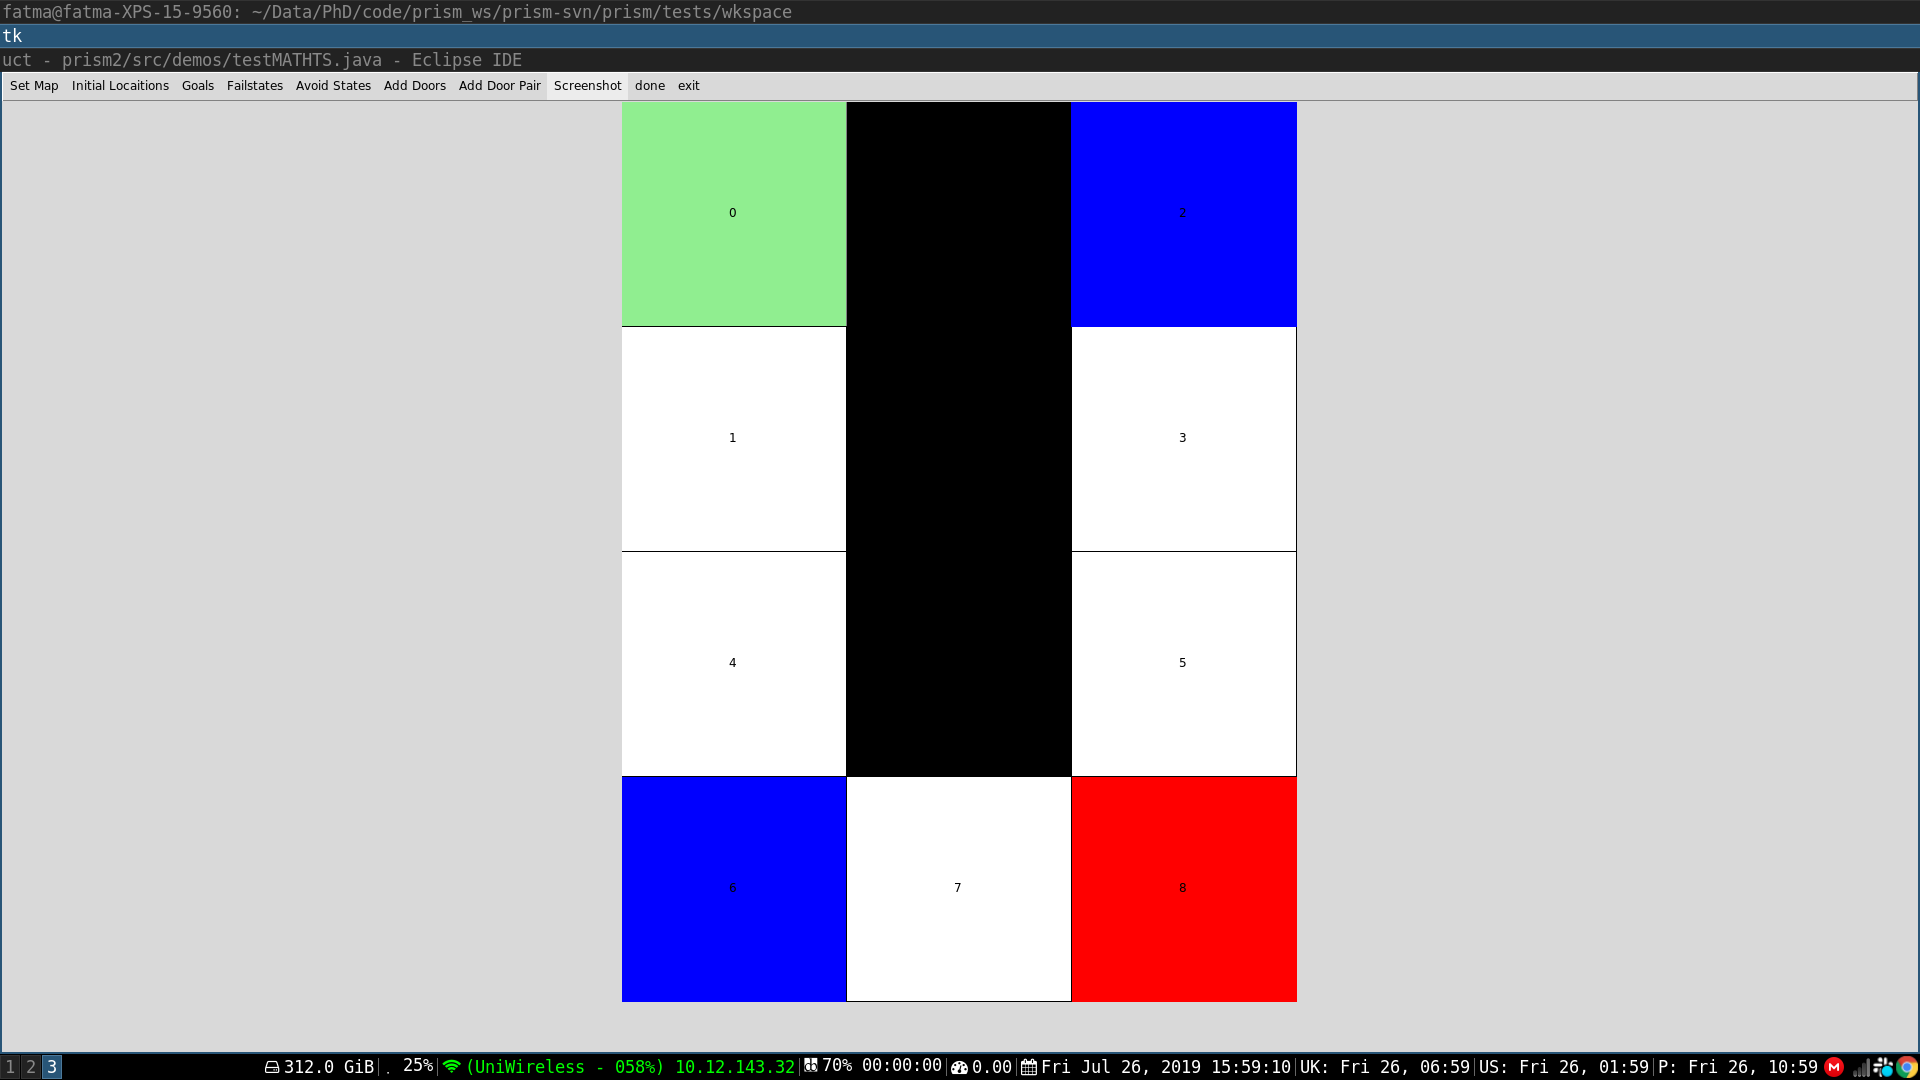 fatma@fatma-XPS-15-9560: ~/Data/PhD/code/prism_ws/prism-svn/prism/tests/wkspace
tk
uct - prism2/src/demos/testMATHTS.java - Eclipse IDE
Set Map Initial Locaitions Goals Failstates Avoid States Add Doors Add Door Pair Screenshot done exit
0 2
1 3
4 5
6 7 8
1 2 3 312.0 GiB . 25% (UniWireless - 058%) 10.12.143.32 70% 00:00:00 0.00 Fri Jul 26, 2019 15:59:10 UK: Fri 26, 06:59 US: Fri 26, 01:59 P: Fri 26, 10:59 M